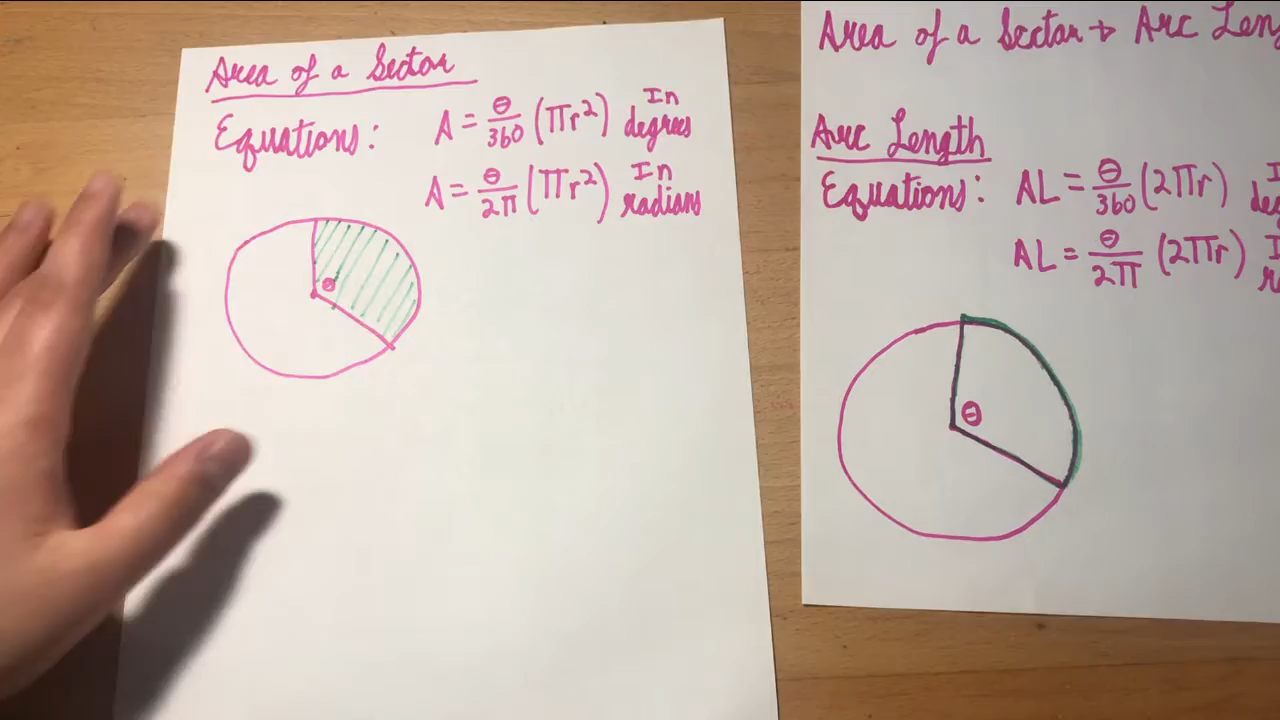 Area of a Sector
Equations: A = θ/360 (πr²) In degrees
A = θ/2π (πr²) In radians
θ
Area of a Sector + Arc Leng
Arc Length
Equations: AL = θ/360 (2πr)
AL = θ/2π (2πr)
θ